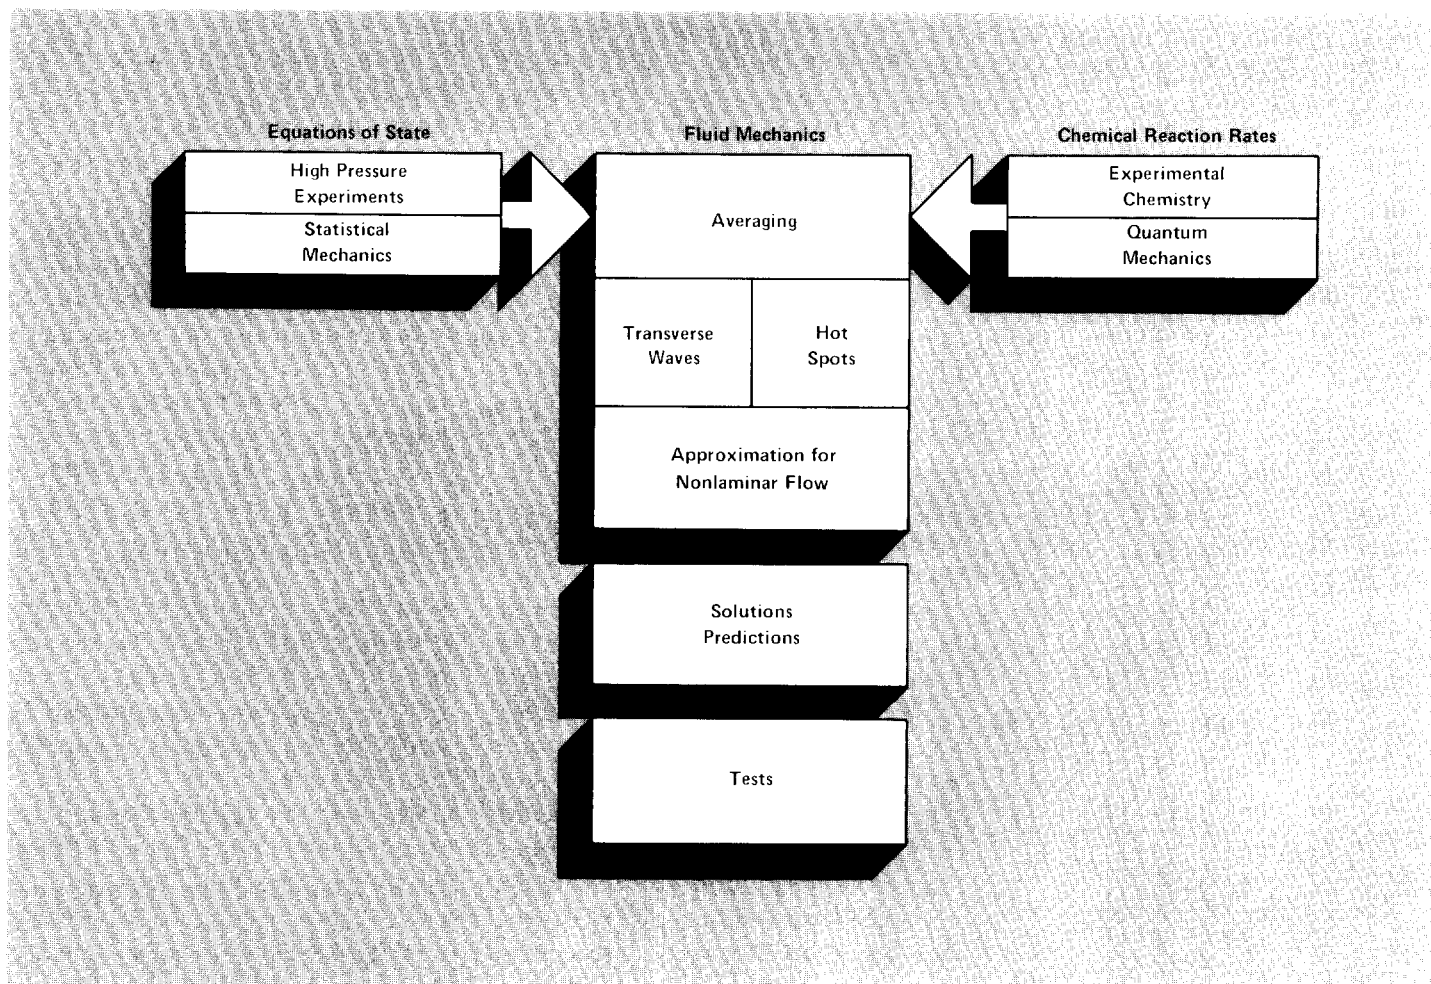 Equations of State
High Pressure
Experiments
Statistical
Mechanics
Fluid Mechanics
Averaging
Transverse
Waves
Hot
Spots
Approximation for
Nonlaminar Flow
Solutions
Predictions
Tests
Chemical Reaction Rates
Experimental
Chemistry
Quantum
Mechanics